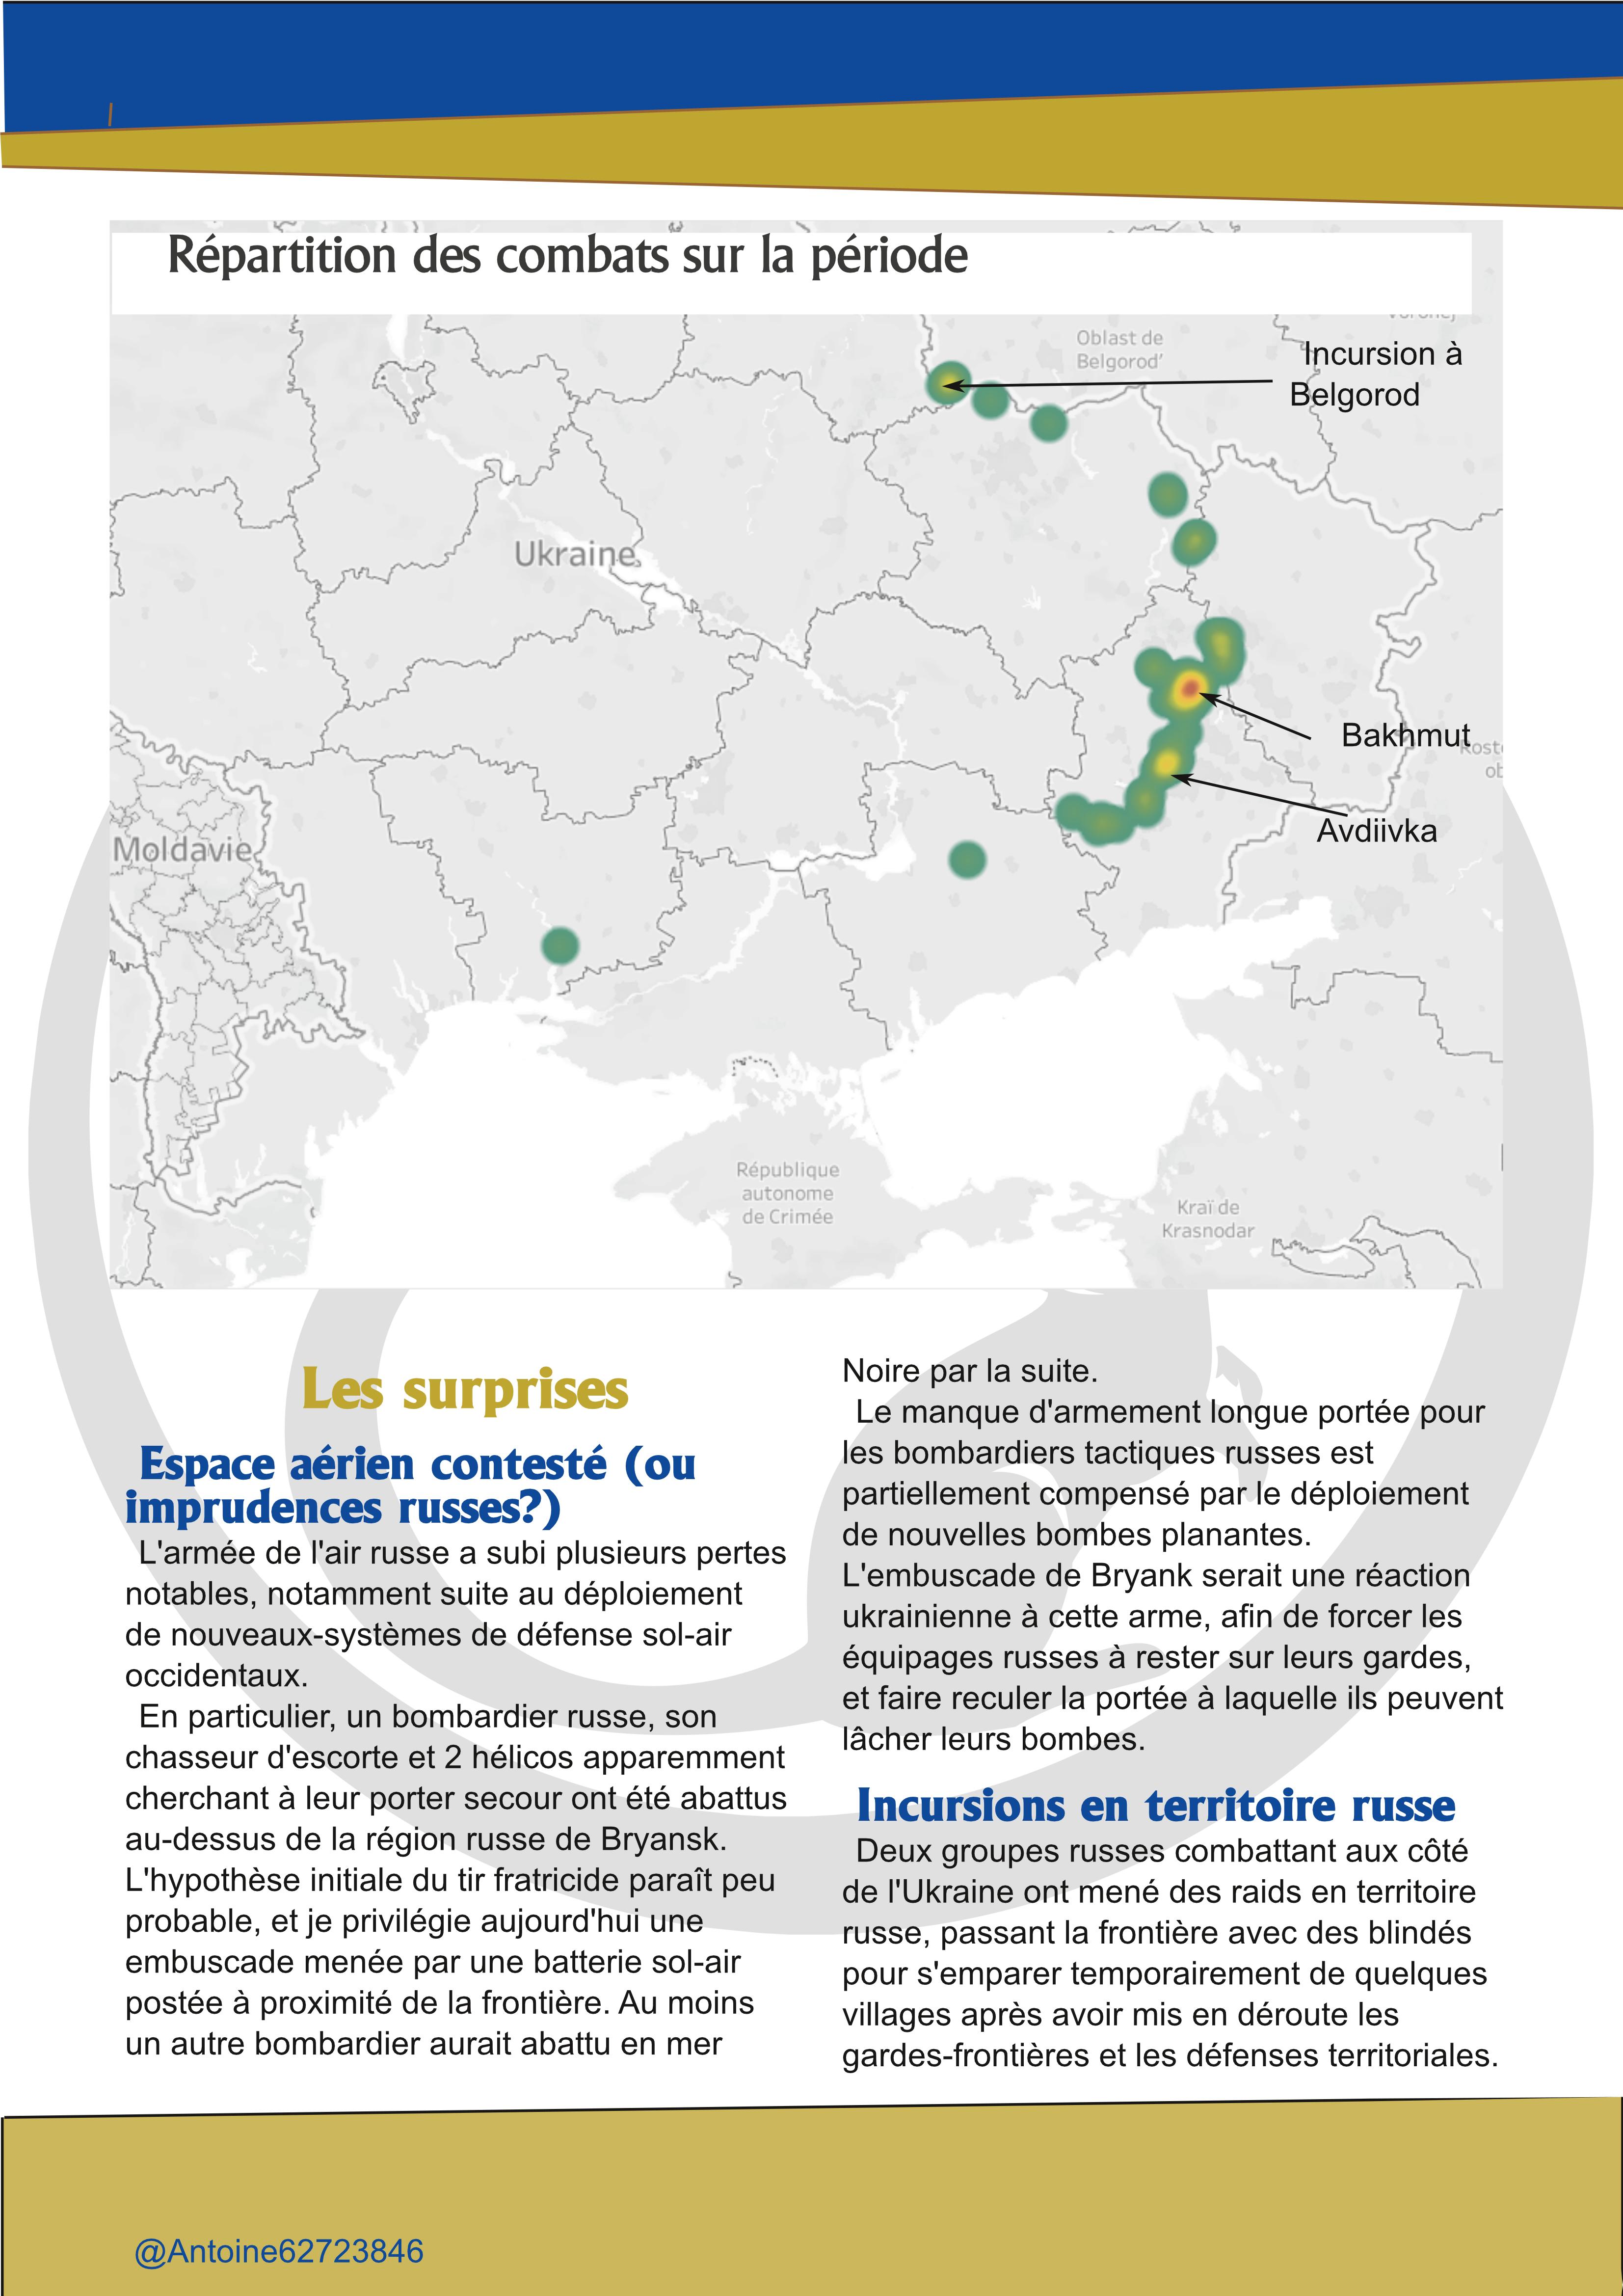 Répartition des combats sur la période
Oblast de
Belgorod'
Incursion à
Belgorod
Ukraine
Bakhmut
Avdiivka
Moldavie
République
autonome
de Crimée
Kraï de
Krasnodar
Les surprises
Espace aérien contesté (ou
imprudences russes?)
L'armée de l'air russe a subi plusieurs pertes
notables, notamment suite au déploiement
de nouveaux-systèmes de défense sol-air
occidentaux.
En particulier, un bombardier russe, son
chasseur d'escorte et 2 hélicos apparemment
cherchant à leur porter secour ont été abattus
au-dessus de la région russe de Bryansk.
L'hypothèse initiale du tir fratricide paraît peu
probable, et je privilégie aujourd'hui une
embuscade menée par une batterie sol-air
postée à proximité de la frontière. Au moins
un autre bombardier aurait abattu en mer
Noire par la suite.
Le manque d'armement longue portée pour
les bombardiers tactiques russes est
partiellement compensé par le déploiement
de nouvelles bombes planantes.
L'embuscade de Bryank serait une réaction
ukrainienne à cette arme, afin de forcer les
équipages russes à rester sur leurs gardes,
et faire reculer la portée à laquelle ils peuvent
lâcher leurs bombes.
Incursions en territoire russe
Deux groupes russes combattant aux côté
de l'Ukraine ont mené des raids en territoire
russe, passant la frontière avec des blindés
pour s'emparer temporairement de quelques
villages après avoir mis en déroute les
gardes-frontières et les défenses territoriales.
@Antoine62723846